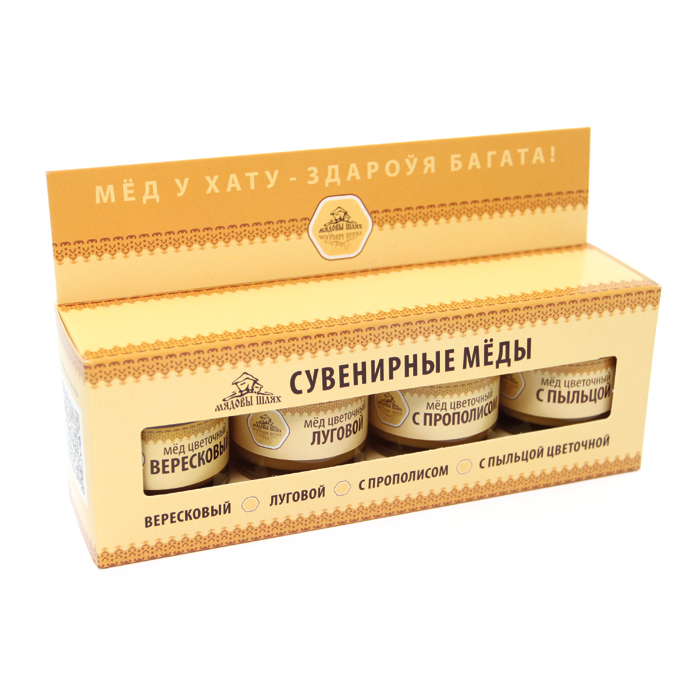 МЁД У ХАТУ - ЗДАРОЎЯ БАГАТА!
МЯДОВЫ ШЛЯХ
СУВЕНИРНЫЕ МЁДЫ
МЯДОВЫ ШЛЯХ
мёд цветочный
ВЕРЕСКОВЫЙ
мёд цветочный
ЛУГОВОЙ
мёд цветочный
С ПРОПОЛИСОМ
мёд цветочный
С ПЫЛЬЦОЙ
ВЕРЕСКОВЫЙ ЛУГОВОЙ С ПРОПОЛИСОМ С ПЫЛЬЦОЙ ЦВЕТОЧНОЙ